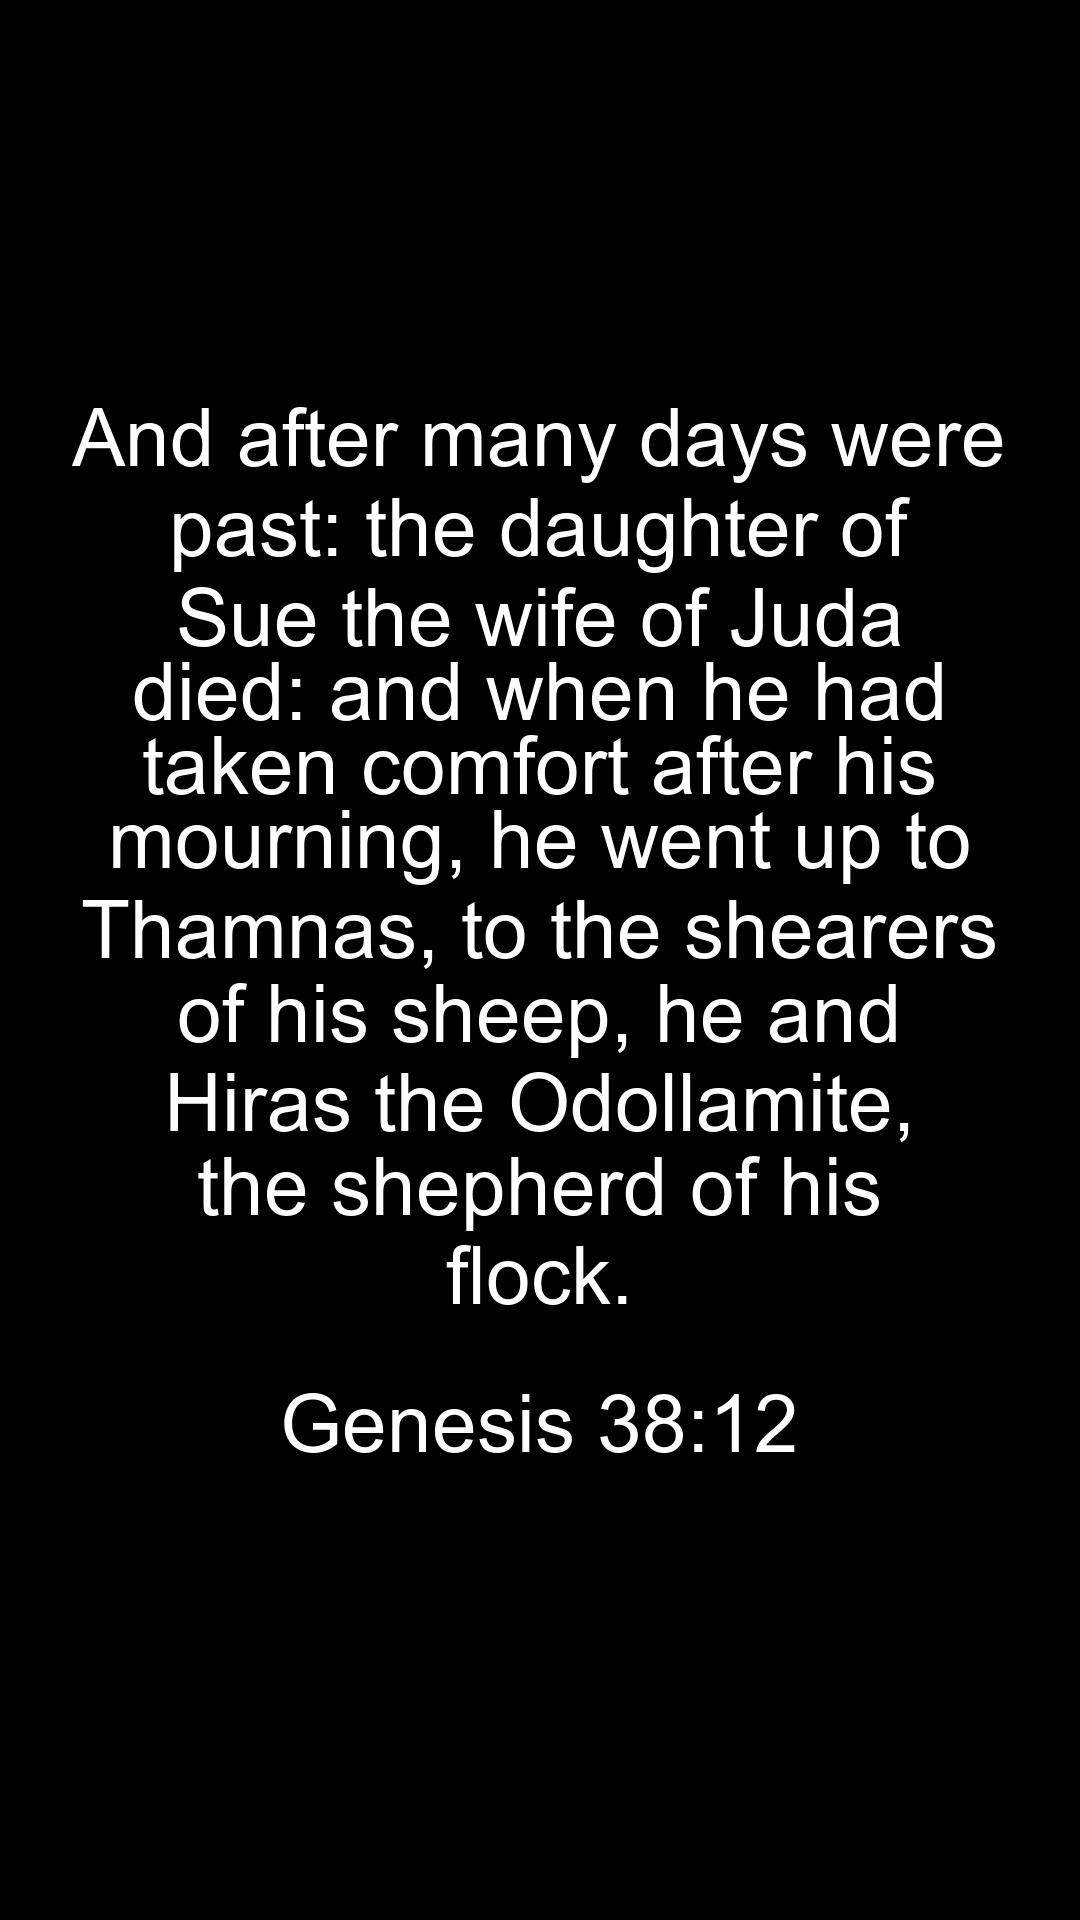 And after many days were
past: the daughter of
Sue the wife of Juda
died: and when he had
taken comfort after his
mourning, he went up to
Thamnas, to the shearers
of his sheep, he and
Hiras the Odollamite,
the shepherd of his
flock.
Genesis 38:12